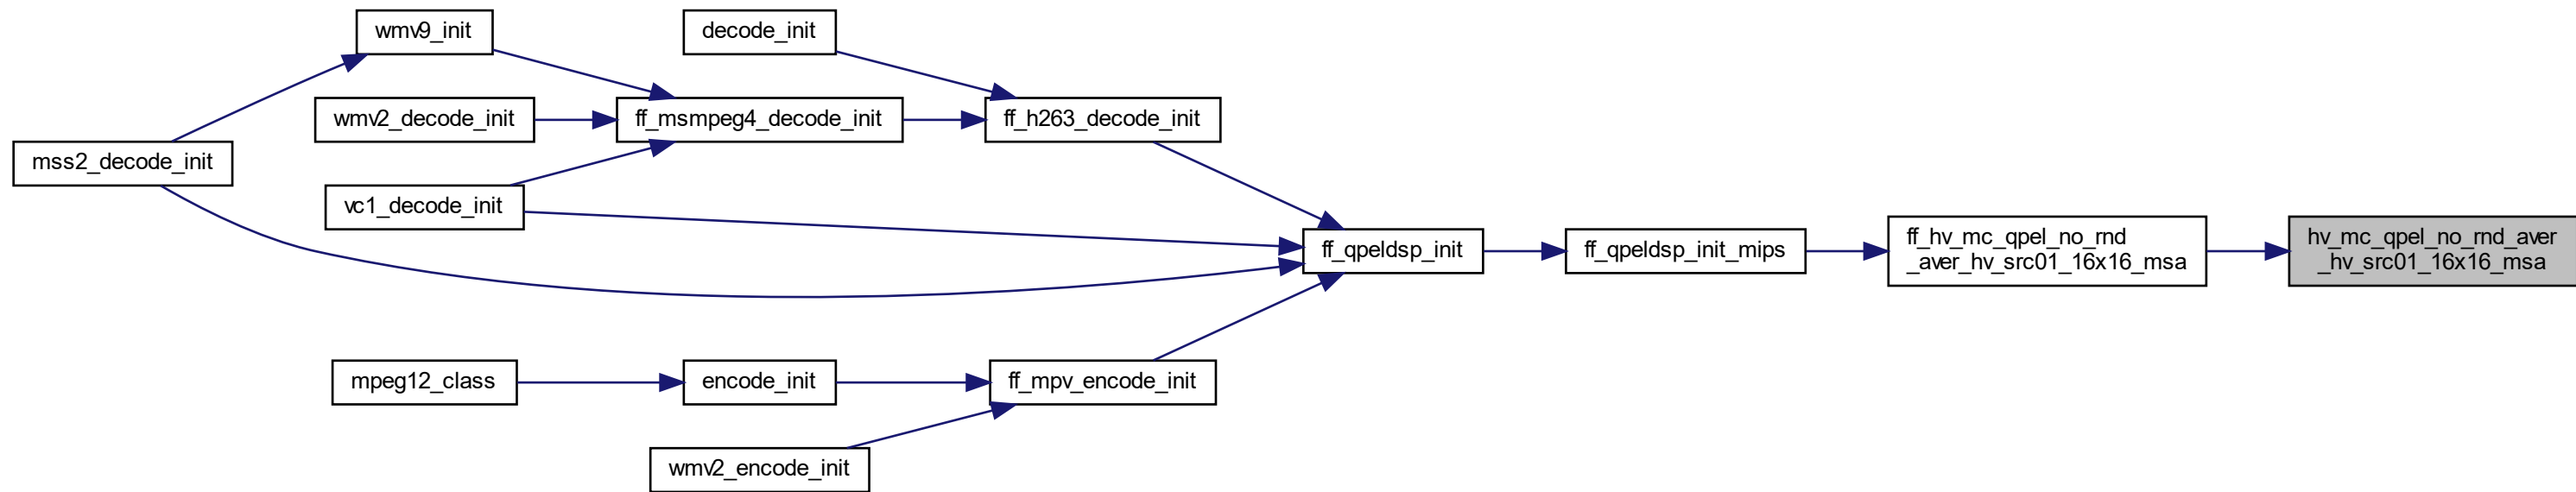 wmv9_init
decode_init
wmv2_decode_init
ff_msmpeg4_decode_init
ff_h263_decode_init
mss2_decode_init
vc1_decode_init
ff_qpeldsp_init
ff_qpeldsp_init_mips
ff_hv_mc_qpel_no_rnd
_aver_hv_src01_16x16_msa
hv_mc_qpel_no_rnd_aver
_hv_src01_16x16_msa
mpeg12_class
encode_init
ff_mpv_encode_init
wmv2_encode_init